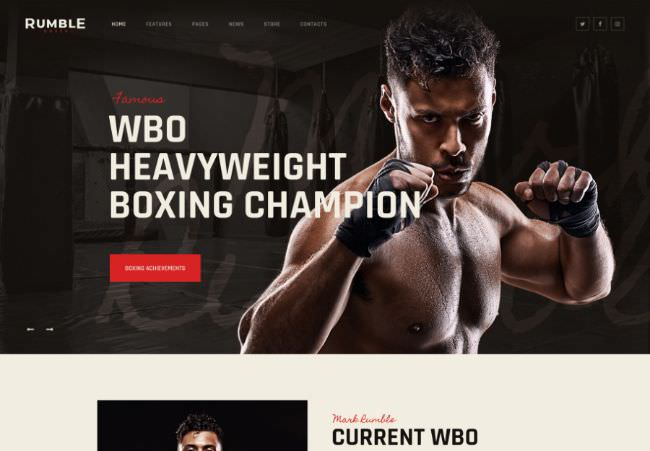 RUMBLE
HOME FEATURES PAGES NEWS STORE CONTACTS
Famous
WBO
HEAVYWEIGHT
BOXING CHAMPION
BOXING ACHIEVEMENTS
Mark Rumble
CURRENT WBO